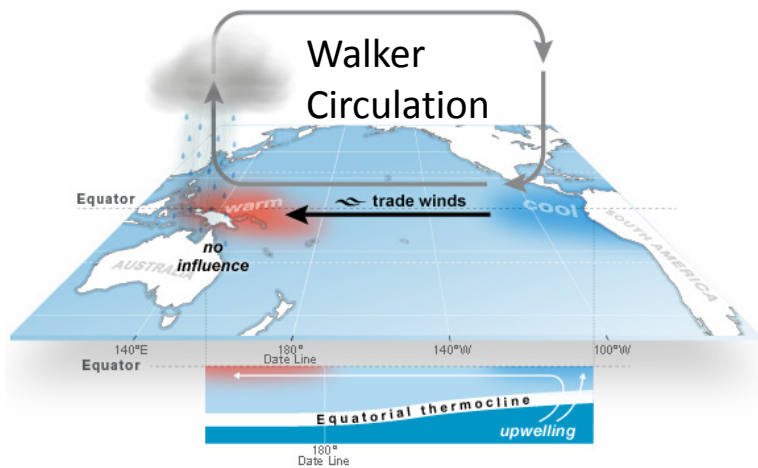 Walker
Circulation
Equator
warm
trade winds
cool
no
influence
AUSTRALIA
SOUTH AMERICA
140°E
180°
Date Line
140°W
100°W
Equator
Equatorial thermocline
upwelling
180°
Date Line